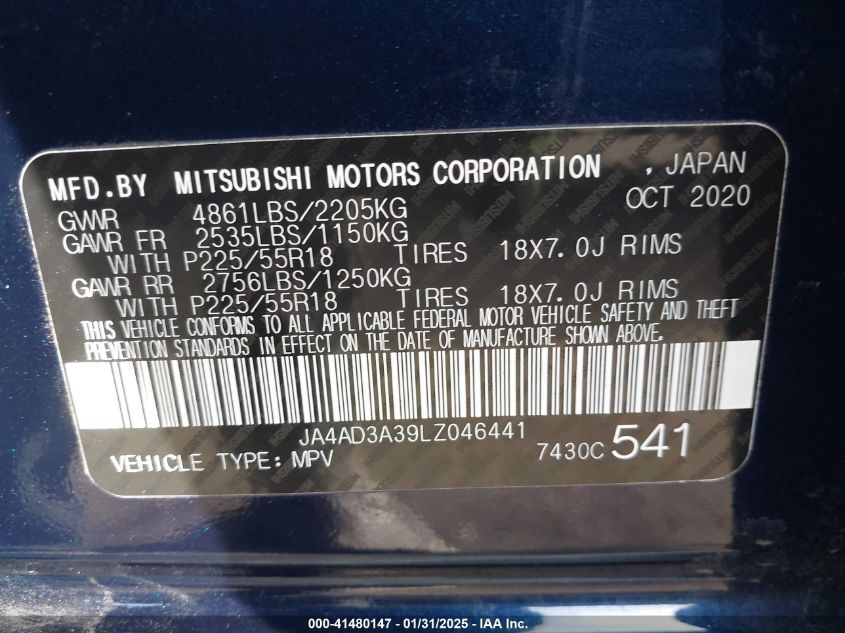 MFD.BY MITSUBISHI MOTORS CORPORATION , JAPAN
OCT 2020
GVWR 4861LBS/2205KG
GAWR FR 2535LBS/1150KG
WITH P225/55R18 TIRES 18X7.0J RIMS
GAWR RR 2756LBS/1250KG
WITH P225/55R18 TIRES 18X7.0J RIMS
THIS VEHICLE CONFORMS TO ALL APPLICABLE FEDERAL MOTOR VEHICLE SAFETY AND THEFT
PREVENTION STANDARDS IN EFFECT ON THE DATE OF MANUFACTURE SHOWN ABOVE.
JA4AD3A39LZ046441
VEHICLE TYPE: MPV 7430C 541
000-41480147 - 01/31/2025 - IAA Inc.